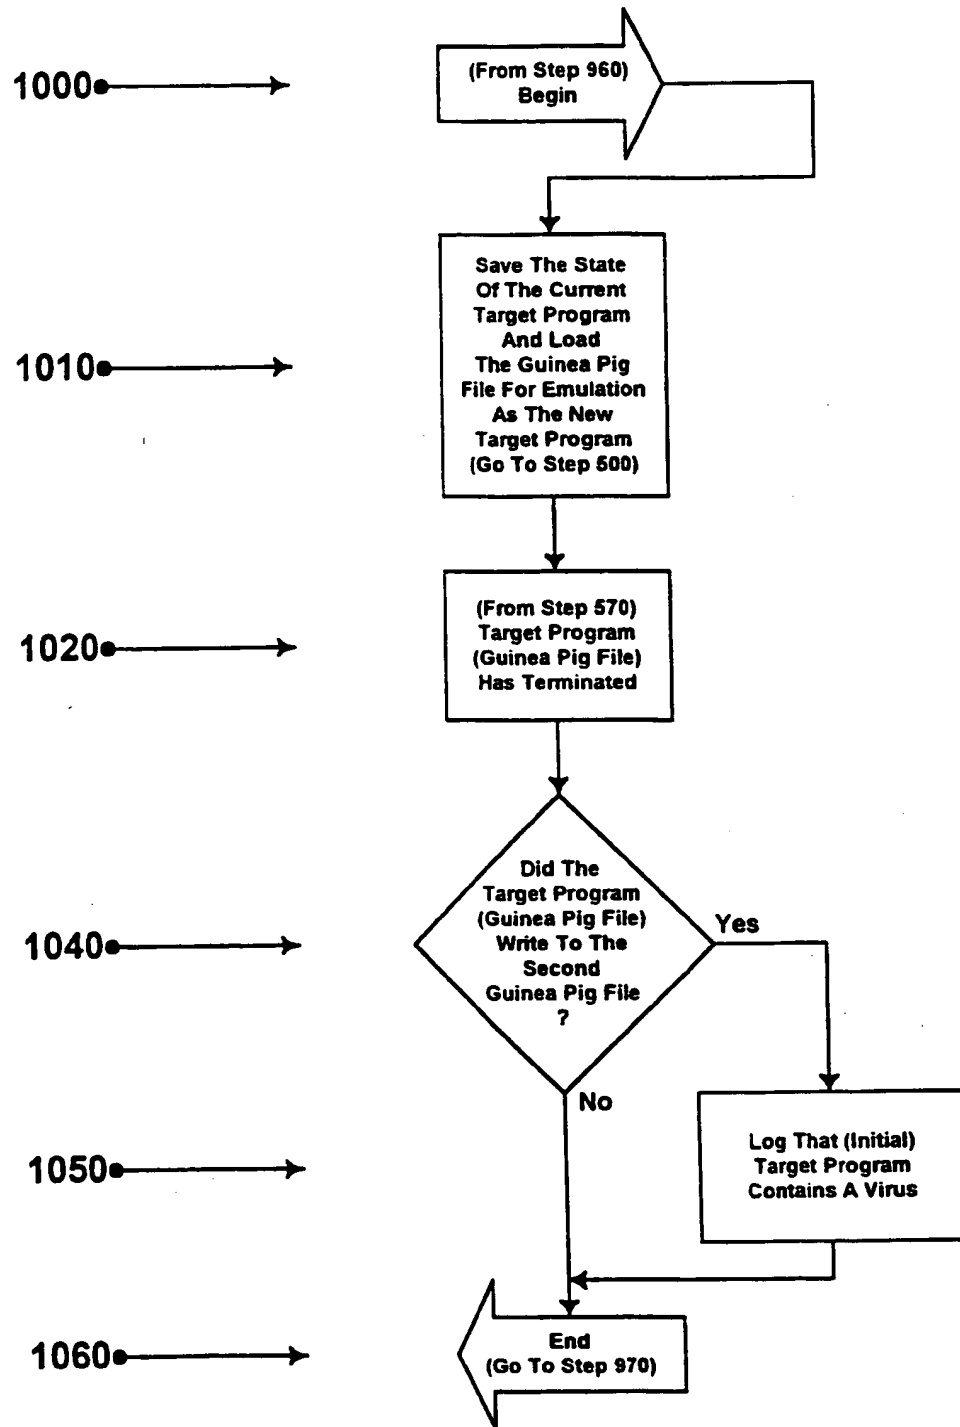 1000
(From Step 960)
Begin
1010
Save The State
Of The Current
Target Program
And Load
The Guinea Pig
File For Emulation
As The New
Target Program
(Go To Step 500)
1020
(From Step 570)
Target Program
(Guinea Pig File)
Has Terminated
1040
Did The
Target Program
(Guinea Pig File)
Write To The
Second
Guinea Pig File
?
Yes
No
1050
Log That (Initial)
Target Program
Contains A Virus
1060
End
(Go To Step 970)